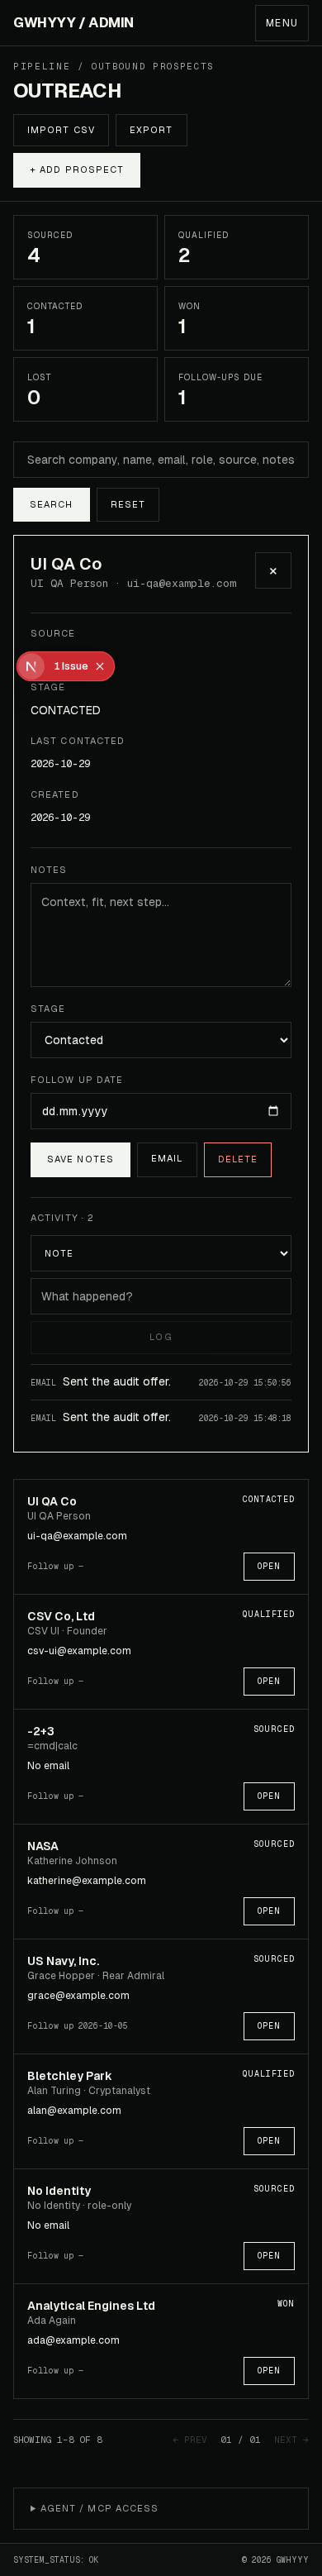 GWHYYY / ADMIN
MENU
PIPELINE / OUTBOUND PROSPECTS
OUTREACH
IMPORT CSV
EXPORT
+ ADD PROSPECT
SOURCED
4
QUALIFIED
2
CONTACTED
1
WON
1
LOST
0
FOLLOW-UPS DUE
1
Search company, name, email, role, source, notes
SEARCH
RESET
UI QA Co
×
UI QA Person · ui-qa@example.com
SOURCE
N 1 Issue ×
STAGE
CONTACTED
LAST CONTACTED
2026-10-29
CREATED
2026-10-29
NOTES
Context, fit, next step...
STAGE
Contacted
FOLLOW UP DATE
dd.mm.yyyy
SAVE NOTES
EMAIL
DELETE
ACTIVITY · 2
NOTE
What happened?
LOG
EMAIL Sent the audit offer. 2026-10-29 15:50:56
EMAIL Sent the audit offer. 2026-10-29 15:48:18
UI QA Co CONTACTED
UI QA Person
ui-qa@example.com
Follow up — OPEN
CSV Co, Ltd QUALIFIED
CSV UI · Founder
csv-ui@example.com
Follow up — OPEN
-2+3 SOURCED
=cmd|calc
No email
Follow up — OPEN
NASA SOURCED
Katherine Johnson
katherine@example.com
Follow up — OPEN
US Navy, Inc. SOURCED
Grace Hopper · Rear Admiral
grace@example.com
Follow up 2026-10-05 OPEN
Bletchley Park QUALIFIED
Alan Turing · Cryptanalyst
alan@example.com
Follow up — OPEN
No Identity SOURCED
No Identity · role-only
No email
Follow up — OPEN
Analytical Engines Ltd WON
Ada Again
ada@example.com
Follow up — OPEN
SHOWING 1–8 OF 8 ← PREV 01 / 01 NEXT →
▶ AGENT / MCP ACCESS
SYSTEM_STATUS: OK © 2026 GWHYYY